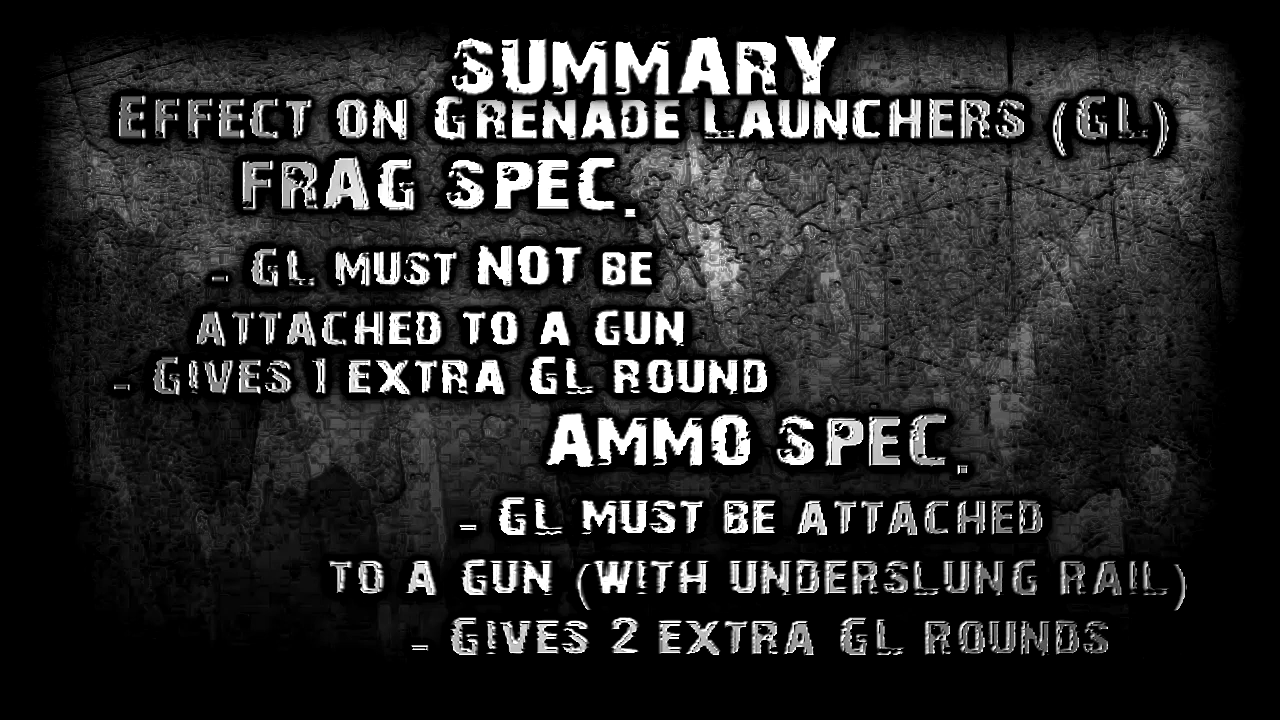 SUMMARY
EFFECT ON GRENADE LAUNCHERS (GL)
FRAG SPEC.
- GL MUST NOT BE
ATTACHED TO A GUN
- GIVES 1 EXTRA GL ROUND
AMMO SPEC.
- GL MUST BE ATTACHED
TO A GUN (WITH UNDERSLUNG RAIL)
- GIVES 2 EXTRA GL ROUNDS